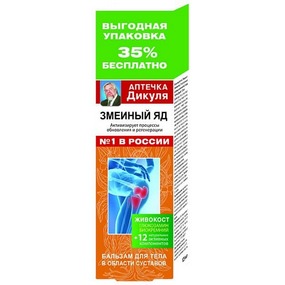 ВЫГОДНАЯ
УПАКОВКА
35%
БЕСПЛАТНО
АПТЕЧКА
Дикуля
ЗМЕИНЫЙ ЯД
Активизирует процессы
обновления и регенерации
№1 В РОССИИ
ЖИВОКОСТ
ГЛЮКОЗАМИН
+12
БАЛЬЗАМ ДЛЯ ТЕЛА
В ОБЛАСТИ СУСТАВОВ